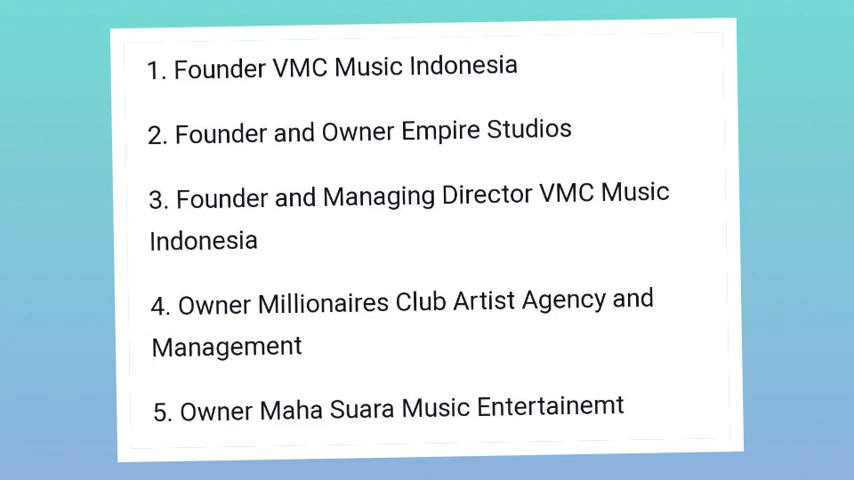 1. Founder VMC Music Indonesia
2. Founder and Owner Empire Studios
3. Founder and Managing Director VMC Music
Indonesia
4. Owner Millionaires Club Artist Agency and
Management
5. Owner Maha Suara Music Entertainemt